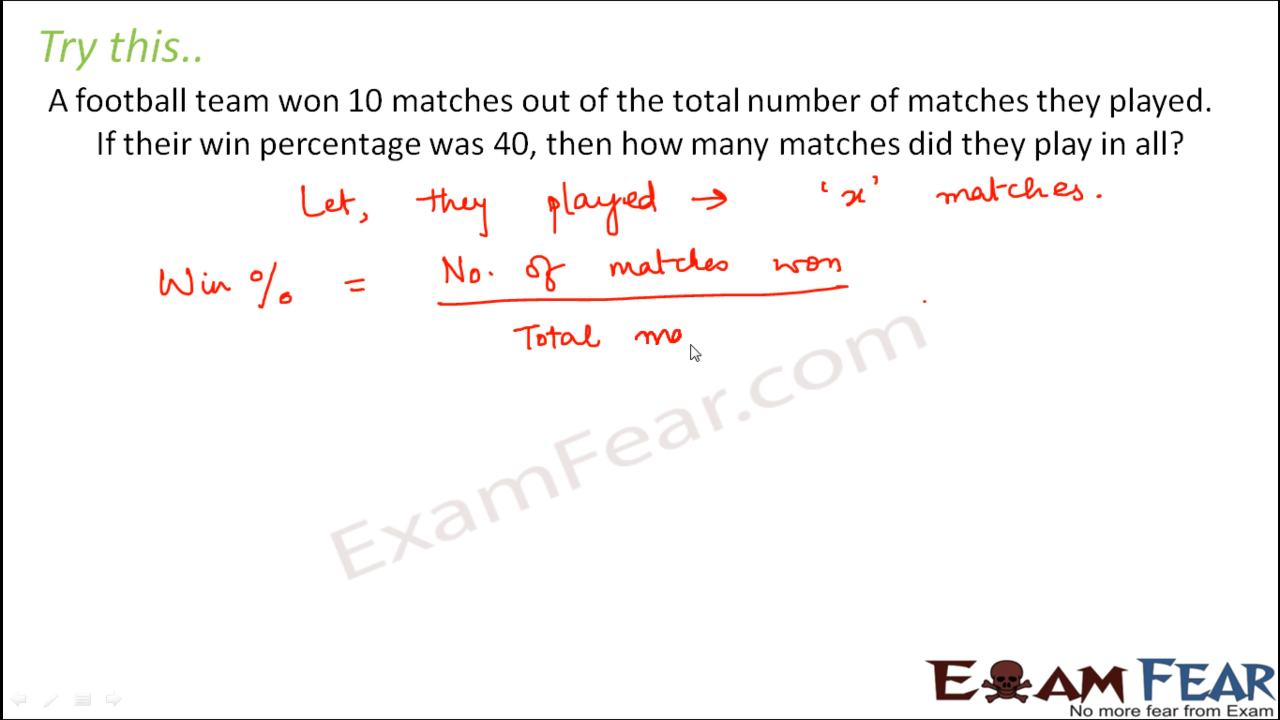 Try this..
A football team won 10 matches out of the total number of matches they played.
If their win percentage was 40, then how many matches did they play in all?
Let, they played → 'x' matches.
Win % = No. of matches won
Total ma
ExamFear.com
EXAM FEAR
No more fear from Exam